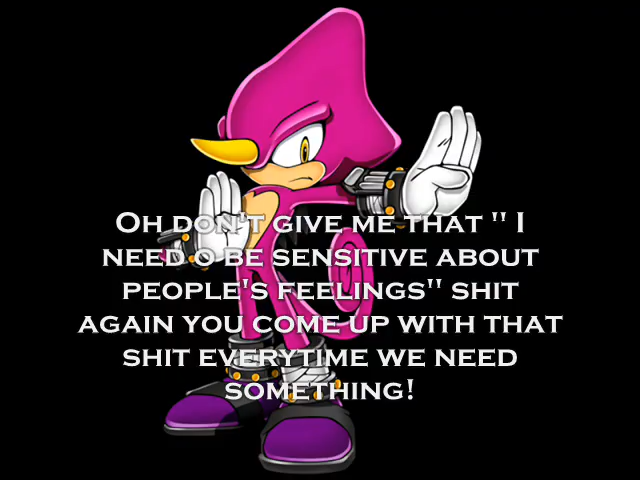 Oh don't give me that " I
need o be sensitive about
people's feelings" shit
again you come up with that
shit everytime we need
something!